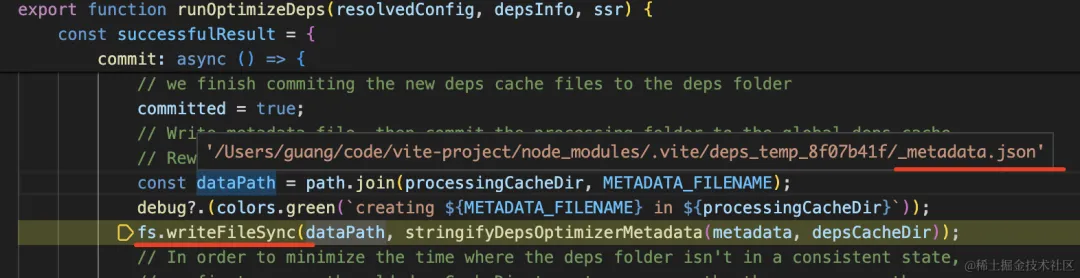 export function runOptimizeDeps(resolvedConfig, depsInfo, ssr) {
const successfulResult = {
commit: async () => {
// we finish commiting the new deps cache files to the deps folder
committed = true;
// Write metadata file, then commit the processing folder to the global deps cache
'/Users/guang/code/vite-project/node_modules/.vite/deps_temp_8f07b41f/_metadata.json'
// Rew
const dataPath = path.join(processingCacheDir, METADATA_FILENAME);
debug?.(colors.green(`creating ${METADATA_FILENAME} in ${processingCacheDir}`));
fs.writeFileSync(dataPath, stringifyDepsOptimizerMetadata(metadata, depsCacheDir));
// In order to minimize the time where the deps folder isn't in a consistent state,
@稀土掘金技术社区